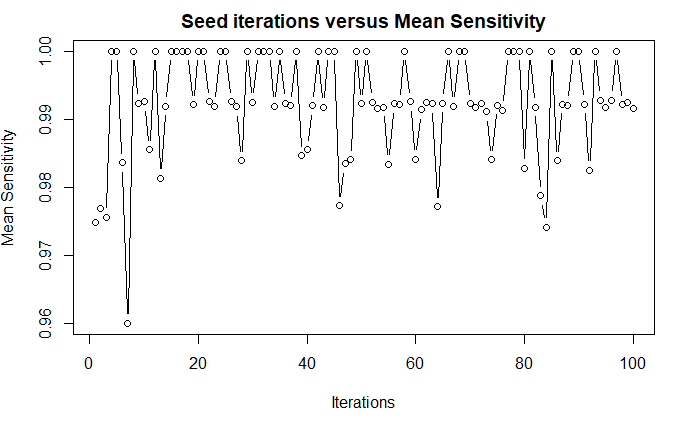 Seed iterations versus Mean Sensitivity
1.00
0.99
0.98
0.97
0.96
Mean Sensitivity
0 20 40 60 80 100
Iterations